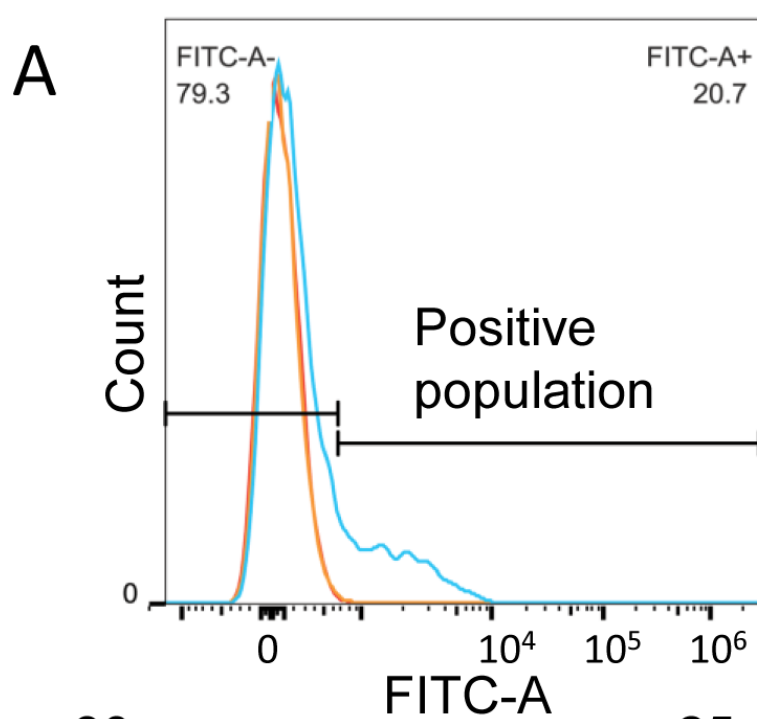 A
FITC-A-
79.3
FITC-A+
20.7
Count
Positive
population
0
0
10⁴
10⁵
10⁶
FITC-A